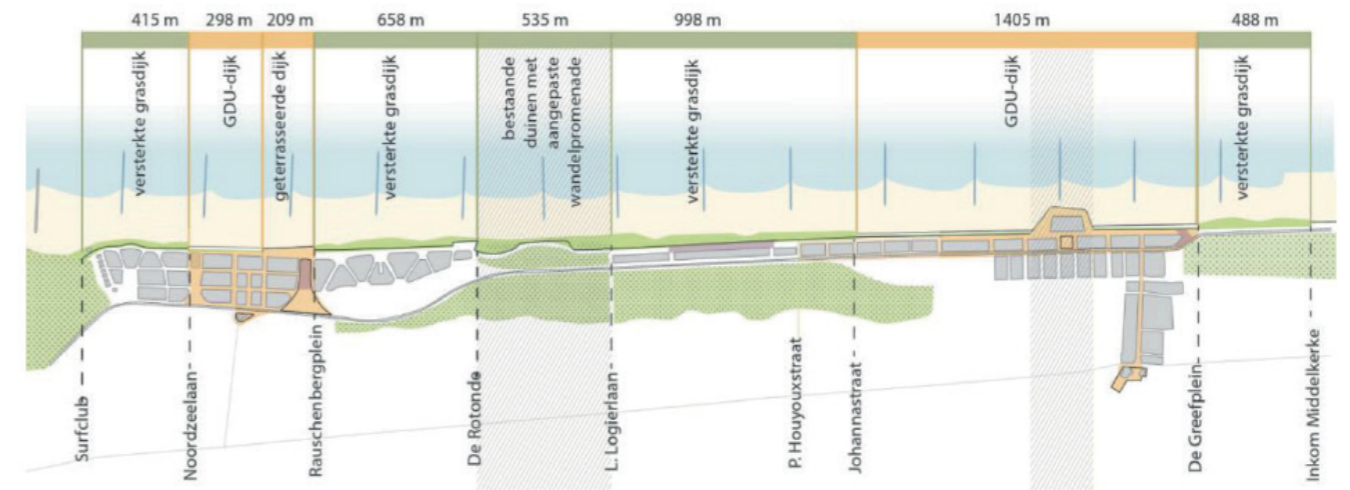 415 m
298 m
209 m
658 m
535 m
998 m
1405 m
488 m
versterkte grasdijk
GDU-dijk
geterrasseerde dijk
versterkte grasdijk
bestaande
duinen met
aangepaste
wandelpromenade
versterkte grasdijk
GDU-dijk
versterkte grasdijk
Surfclub
Noordzeelaan
Rauschenbergplein
De Rotonde
L. Logierlaan
P. Houyouxstraat
Johannastraat
De Greefplein
Inkom Middelkerke